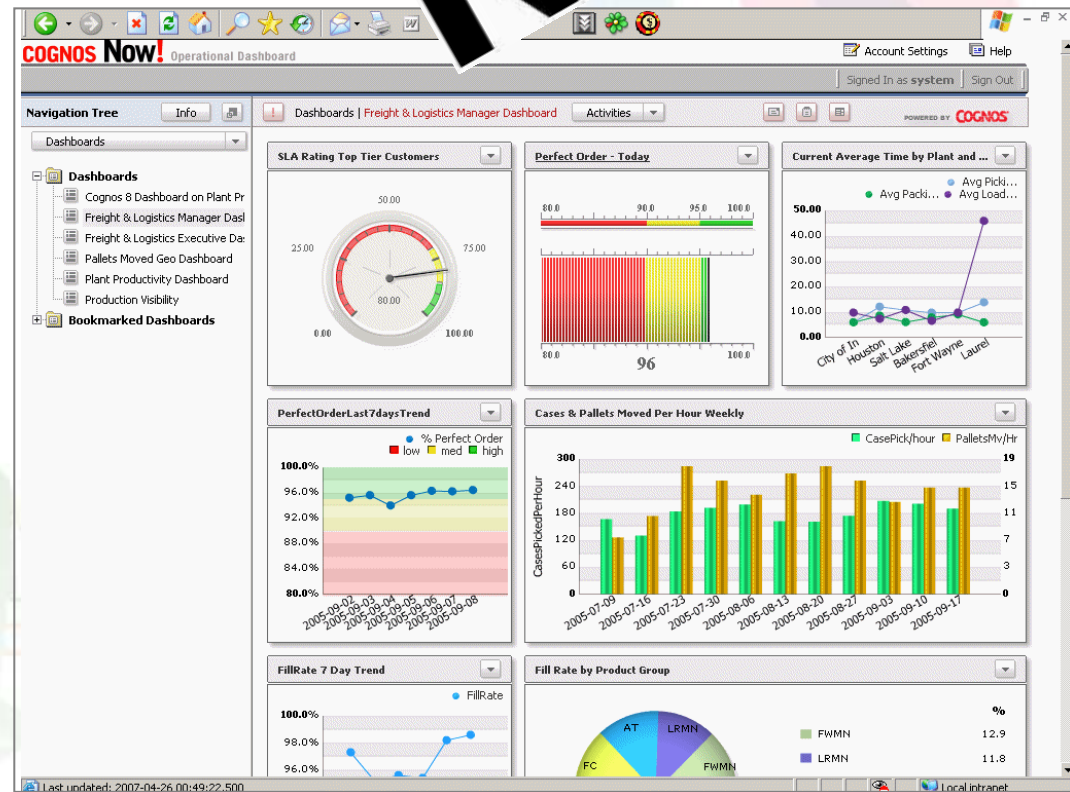 COGNOS NOW! Operational Dashboard
Account Settings Help
Signed In as system Sign Out
Navigation Tree Info
Dashboards | Freight & Logistics Manager Dashboard Activities
POWERED BY COGNOS
Dashboards
Dashboards
Cognos 8 Dashboard on Plant Pr
Freight & Logistics Manager Dasl
Freight & Logistics Executive Da:
Pallets Moved Geo Dashboard
Plant Productivity Dashboard
Production Visibility
Bookmarked Dashboards
SLA Rating Top Tier Customers
50.00
25.00 75.00
80.00
0.00 100.00
Perfect Order - Today
80.0 90.0 95.0 100.0
80.0 100.0
96
Current Average Time by Plant and ...
Avg Picki...
Avg Packi... Avg Load...
50.00
40.00
30.00
20.00
10.00
0.00
City of In Houston Salt Lake Bakersfiel Fort Wayne Laurel
PerfectOrderLast7daysTrend
% Perfect Order
low med high
100.0%
96.0%
92.0%
88.0%
84.0%
80.0%
2005-09-02 2005-09-03 2005-09-04 2005-09-05 2005-09-06 2005-09-07 2005-09-08
Cases & Pallets Moved Per Hour Weekly
CasePick/hour PalletsMv/Hr
CasesPickedPerHour
300 19
240 15
180 11
120 7
60 3
0 0
2005-07-09 2005-07-16 2005-07-23 2005-07-30 2005-08-06 2005-08-13 2005-08-20 2005-08-27 2005-09-03 2005-09-10 2005-09-17
FillRate 7 Day Trend
FillRate
100.0%
98.0%
96.0%
Fill Rate by Product Group
AT LRMN
FC FWMN
%
FWMN 12.9
LRMN 11.8
Last updated: 2007-04-26 00:49:22.500
Local intranet